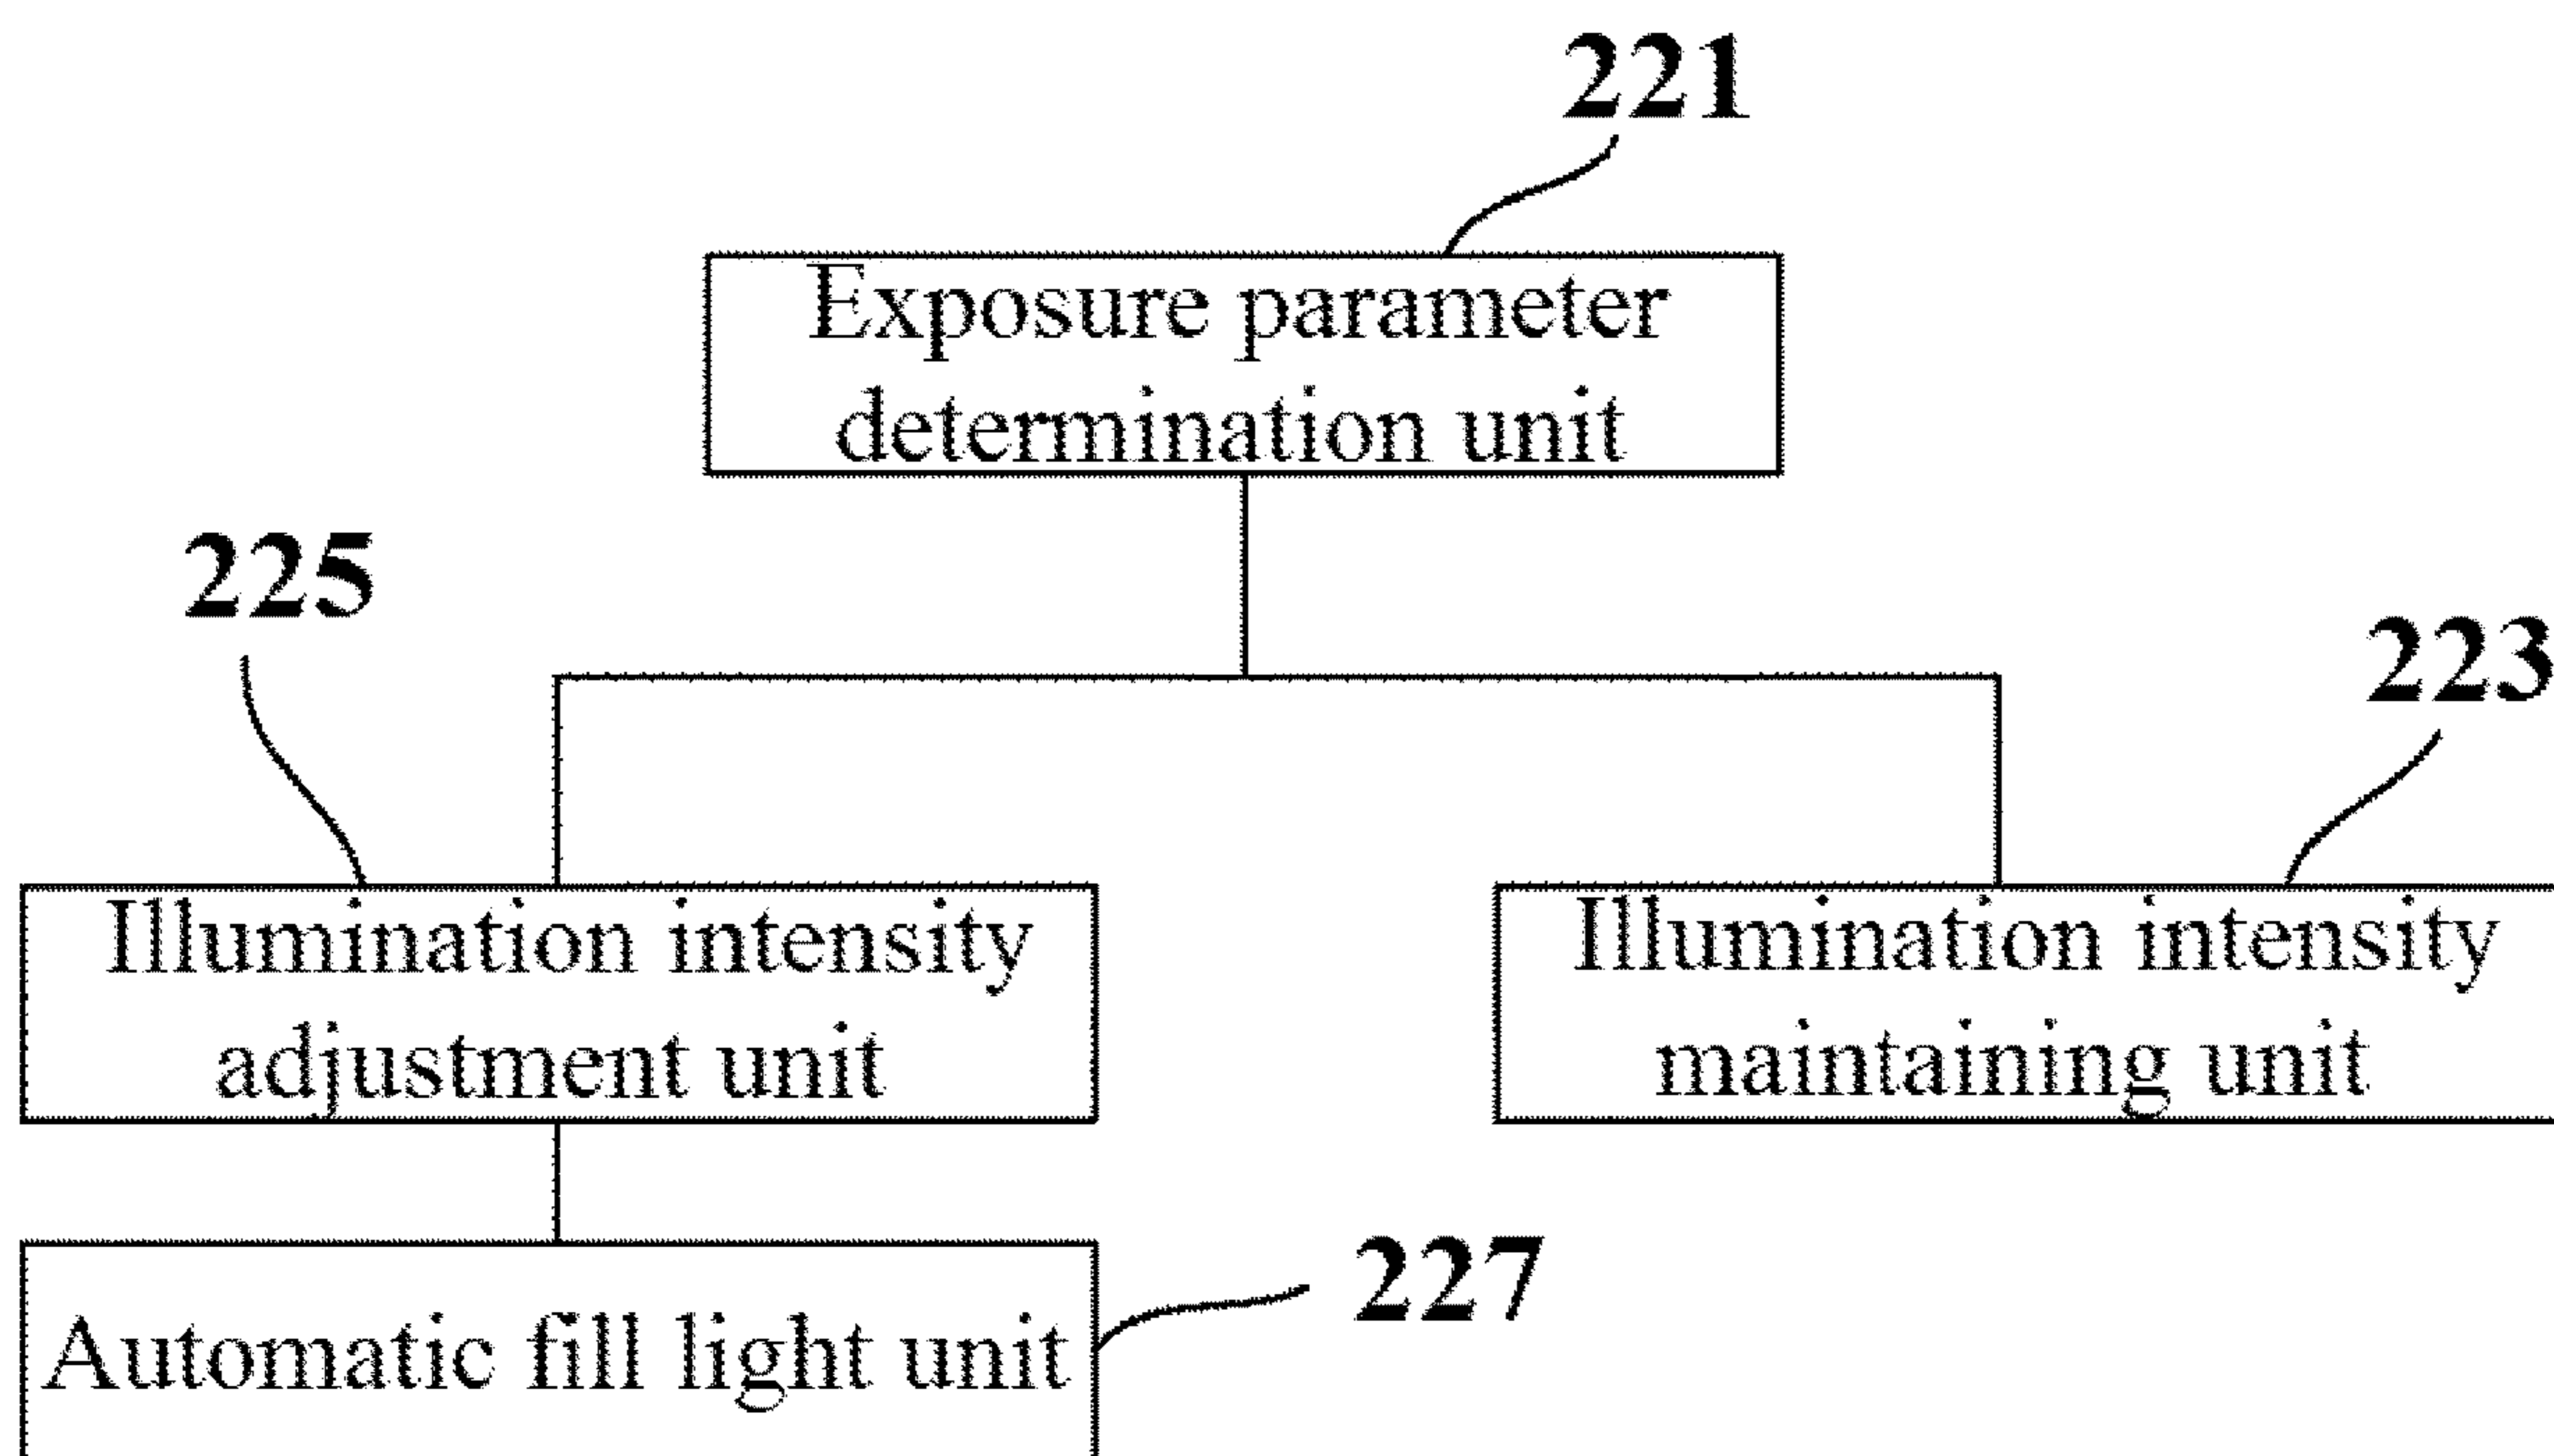 221
Exposure parameter
determination unit
225
223
Illumination intensity
adjustment unit
Illumination intensity
maintaining unit
227
Automatic fill light unit